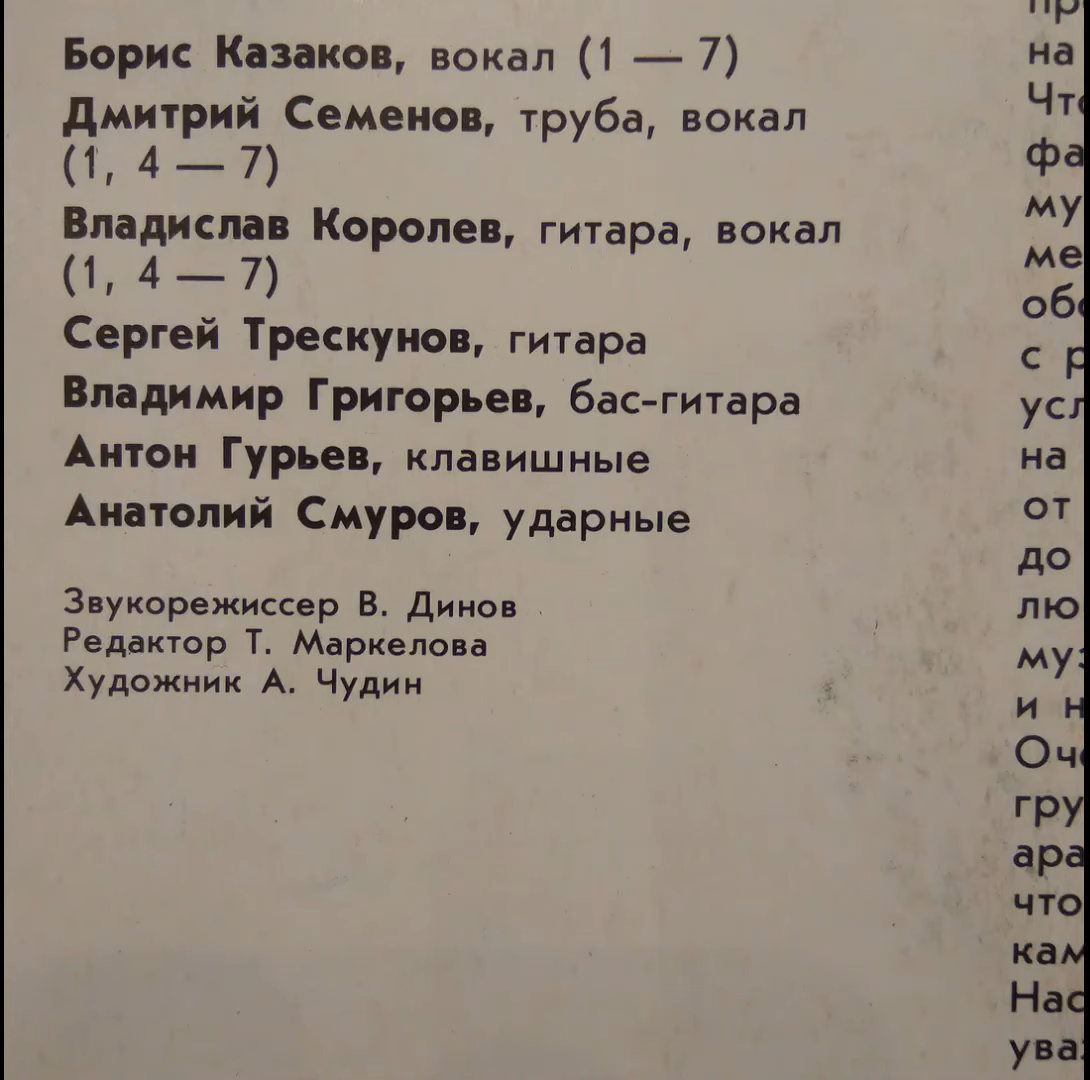 Борис Казаков, вокал (1 — 7)
Дмитрий Семенов, труба, вокал
(1, 4 — 7)
Владислав Королев, гитара, вокал
(1, 4 — 7)
Сергей Трескунов, гитара
Владимир Григорьев, бас-гитара
Антон Гурьев, клавишные
Анатолий Смуров, ударные
Звукорежиссер В. Динов
Редактор Т. Маркелова
Художник А. Чудин
на
с
на
от
до
и
что